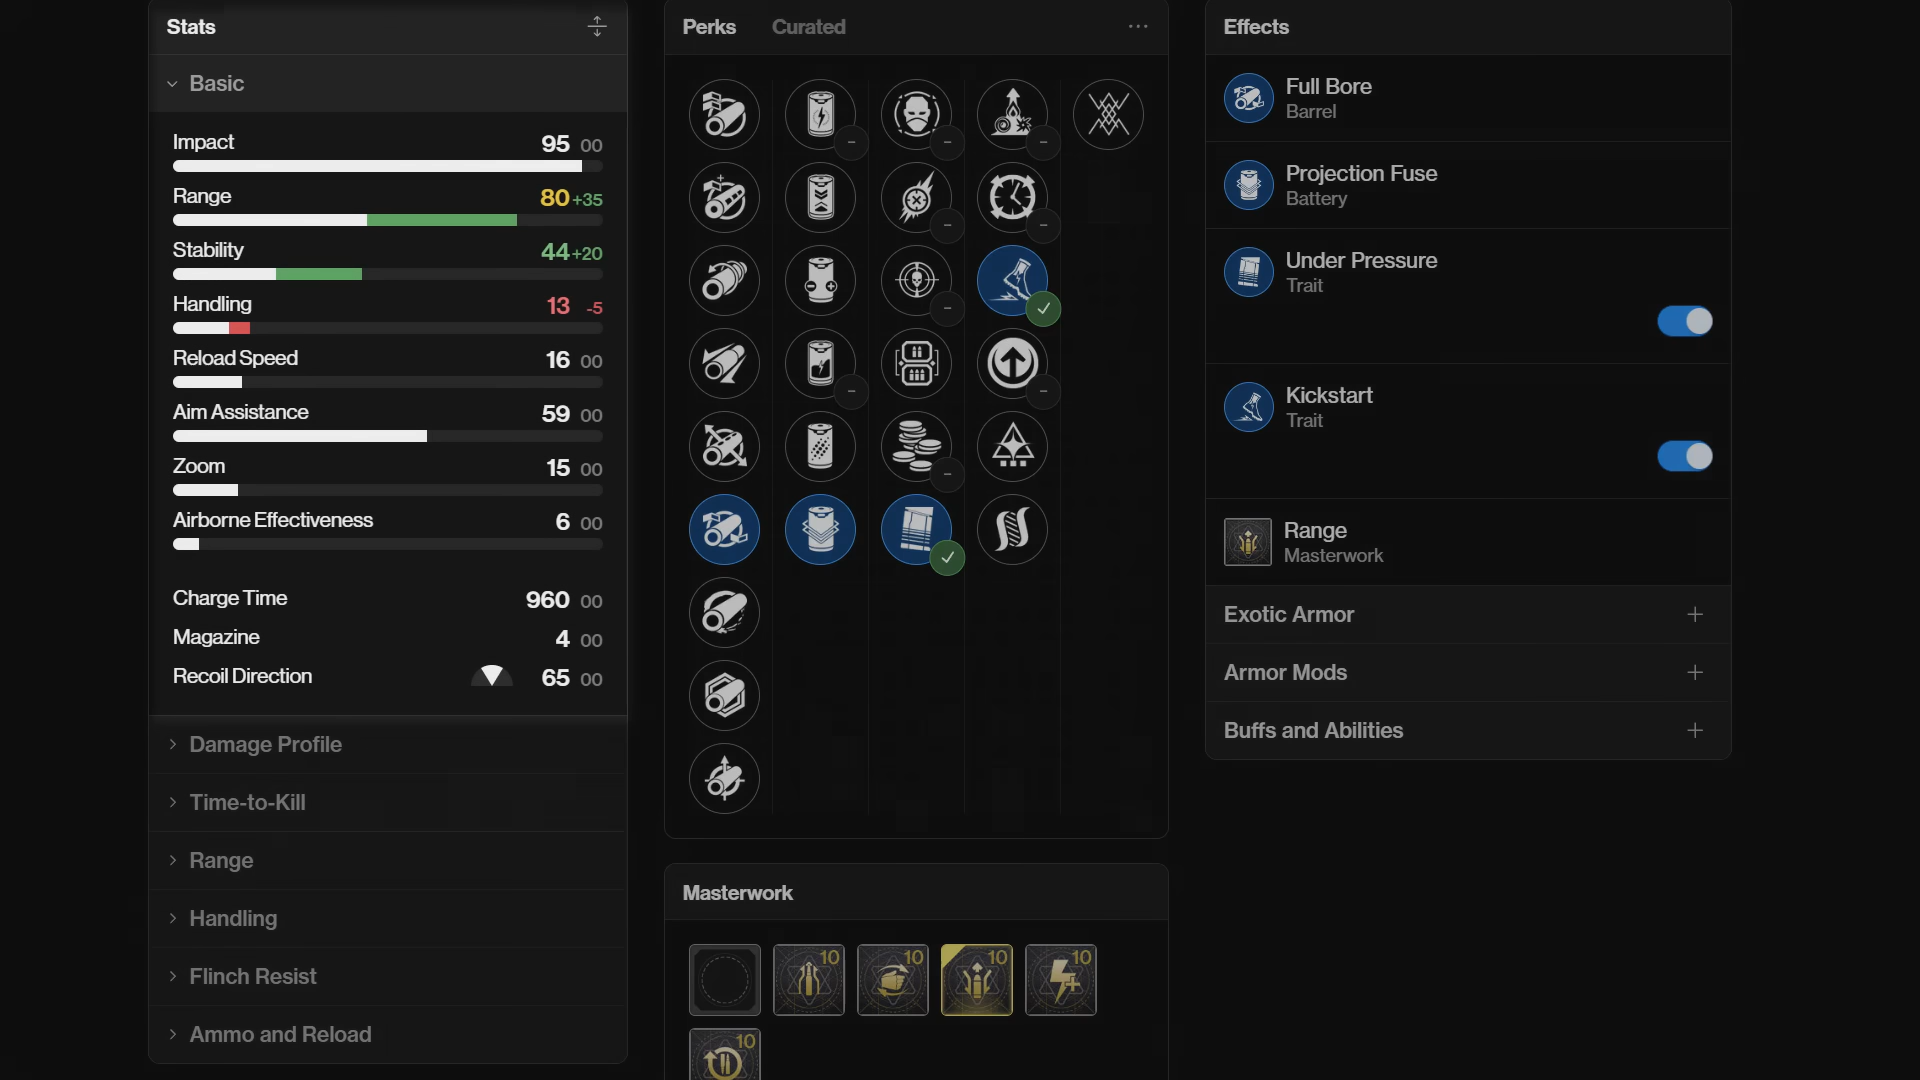 Stats
Basic
Impact 95 00
Range 80 +35
Stability 44 +20
Handling 13 -5
Reload Speed 16 00
Aim Assistance 59 00
Zoom 15 00
Airborne Effectiveness 6 00
Charge Time 960 00
Magazine 4 00
Recoil Direction 65 00
Damage Profile
Time-to-Kill
Range
Handling
Flinch Resist
Ammo and Reload
Perks Curated
Masterwork
10 10 10 10
10
Effects
Full Bore
Barrel
Projection Fuse
Battery
Under Pressure
Trait
Kickstart
Trait
Range
Masterwork
Exotic Armor
Armor Mods
Buffs and Abilities